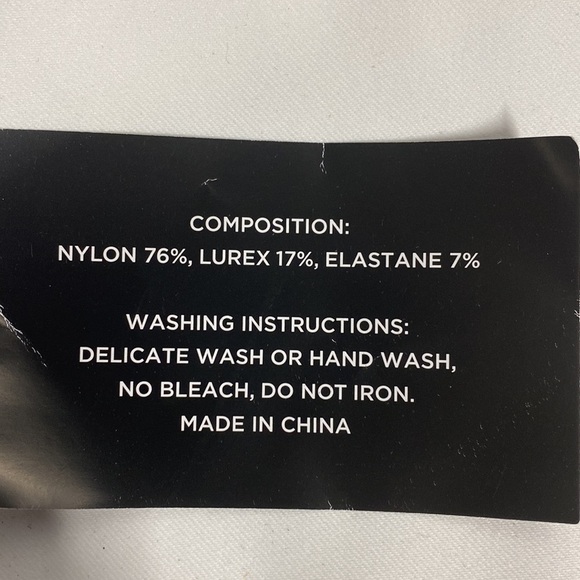 COMPOSITION:
NYLON 76%, LUREX 17%, ELASTANE 7%
WASHING INSTRUCTIONS:
DELICATE WASH OR HAND WASH,
NO BLEACH, DO NOT IRON.
MADE IN CHINA